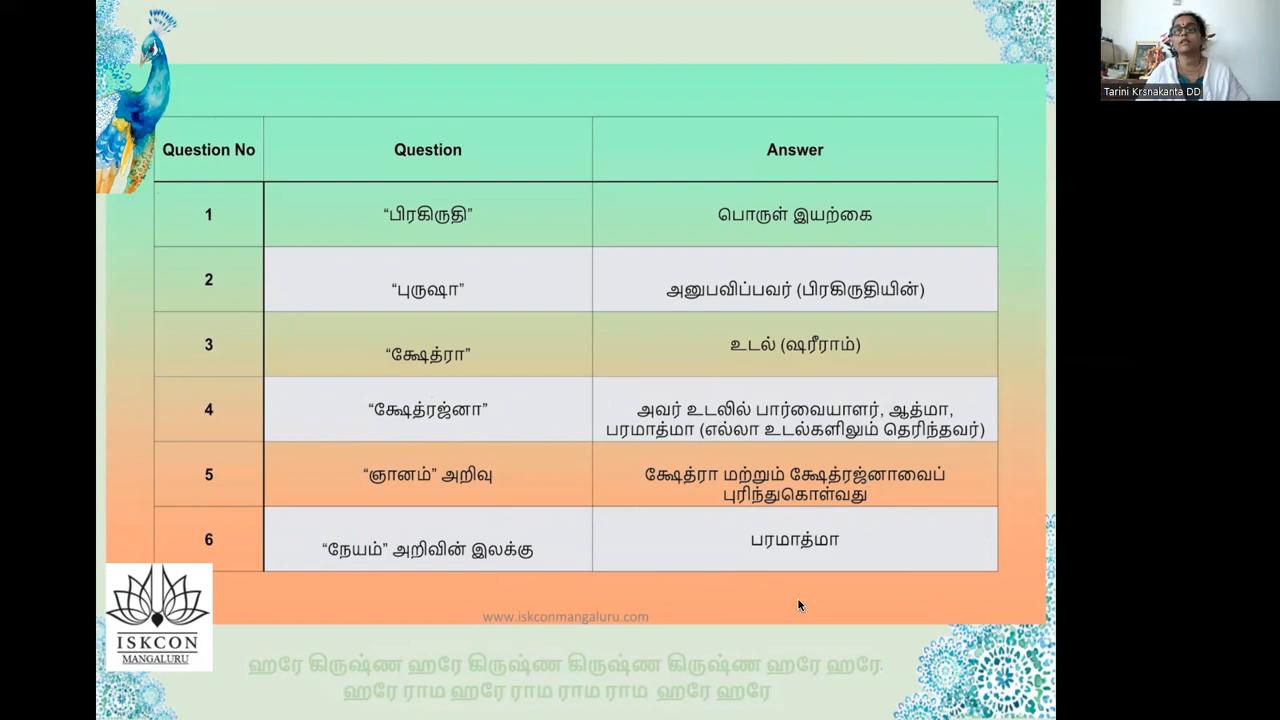 Tarini Krsnakanta DD
Question No Question Answer
1 “பிரகிருதி” பொருள் இயற்கை
2 “புருஷா” அனுபவிப்பவர் (பிரகிருதியின்)
3 “க்ஷேத்ரா” உடல் (ஷரீராம்)
4 “க்ஷேத்ரஜ்னா” அவர் உடலில் பார்வையாளர், ஆத்மா,
பரமாத்மா (எல்லா உடல்களிலும் தெரிந்தவர்)
5 “ஞானம்” அறிவு க்ஷேத்ரா மற்றும் க்ஷேத்ரஜ்னாவைப்
புரிந்துகொள்வது
6 “நேயம்” அறிவின் இலக்கு பரமாத்மா
www.iskconmangaluru.com
ISKCON
MANGALURU
ஹரே கிருஷ்ண ஹரே கிருஷ்ண கிருஷ்ண கிருஷ்ண ஹரே ஹரே.
ஹரே ராம ஹரே ராம ராம ராம ஹரே ஹரே